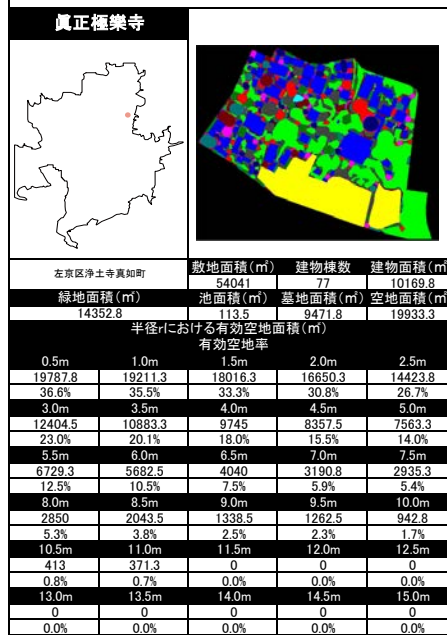 眞正極樂寺
左京区浄土寺真如町 敷地面積(㎡) 建物棟数 建物面積(㎡)
54041 77 10169.8
緑地面積(㎡) 池面積(㎡) 墓地面積(㎡) 空地面積(㎡)
14352.8 113.5 9471.8 19933.3
半径rにおける有効空地面積(㎡)
有効空地率
0.5m 1.0m 1.5m 2.0m 2.5m
19787.8 19211.3 18016.3 16650.3 14423.8
36.6% 35.5% 33.3% 30.8% 26.7%
3.0m 3.5m 4.0m 4.5m 5.0m
12404.5 10883.3 9745 8357.5 7563.3
23.0% 20.1% 18.0% 15.5% 14.0%
5.5m 6.0m 6.5m 7.0m 7.5m
6729.3 5682.5 4040 3190.8 2935.3
12.5% 10.5% 7.5% 5.9% 5.4%
8.0m 8.5m 9.0m 9.5m 10.0m
2850 2043.5 1338.5 1262.5 942.8
5.3% 3.8% 2.5% 2.3% 1.7%
10.5m 11.0m 11.5m 12.0m 12.5m
413 371.3 0 0 0
0.8% 0.7% 0.0% 0.0% 0.0%
13.0m 13.5m 14.0m 14.5m 15.0m
0 0 0 0 0
0.0% 0.0% 0.0% 0.0% 0.0%